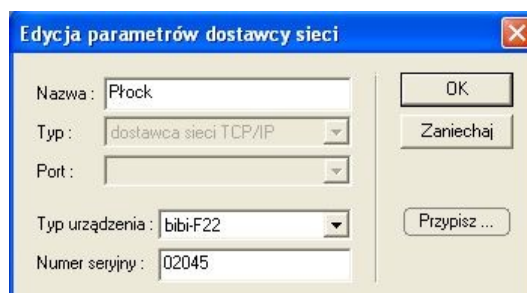 Edycja parametrów dostawcy sieci
Nazwa : Płock
OK
Typ : dostawca sieci TCP/IP
Zaniechaj
Port :
Typ urządzenia : bibi-F22
Przypisz ...
Numer seryjny : 02045